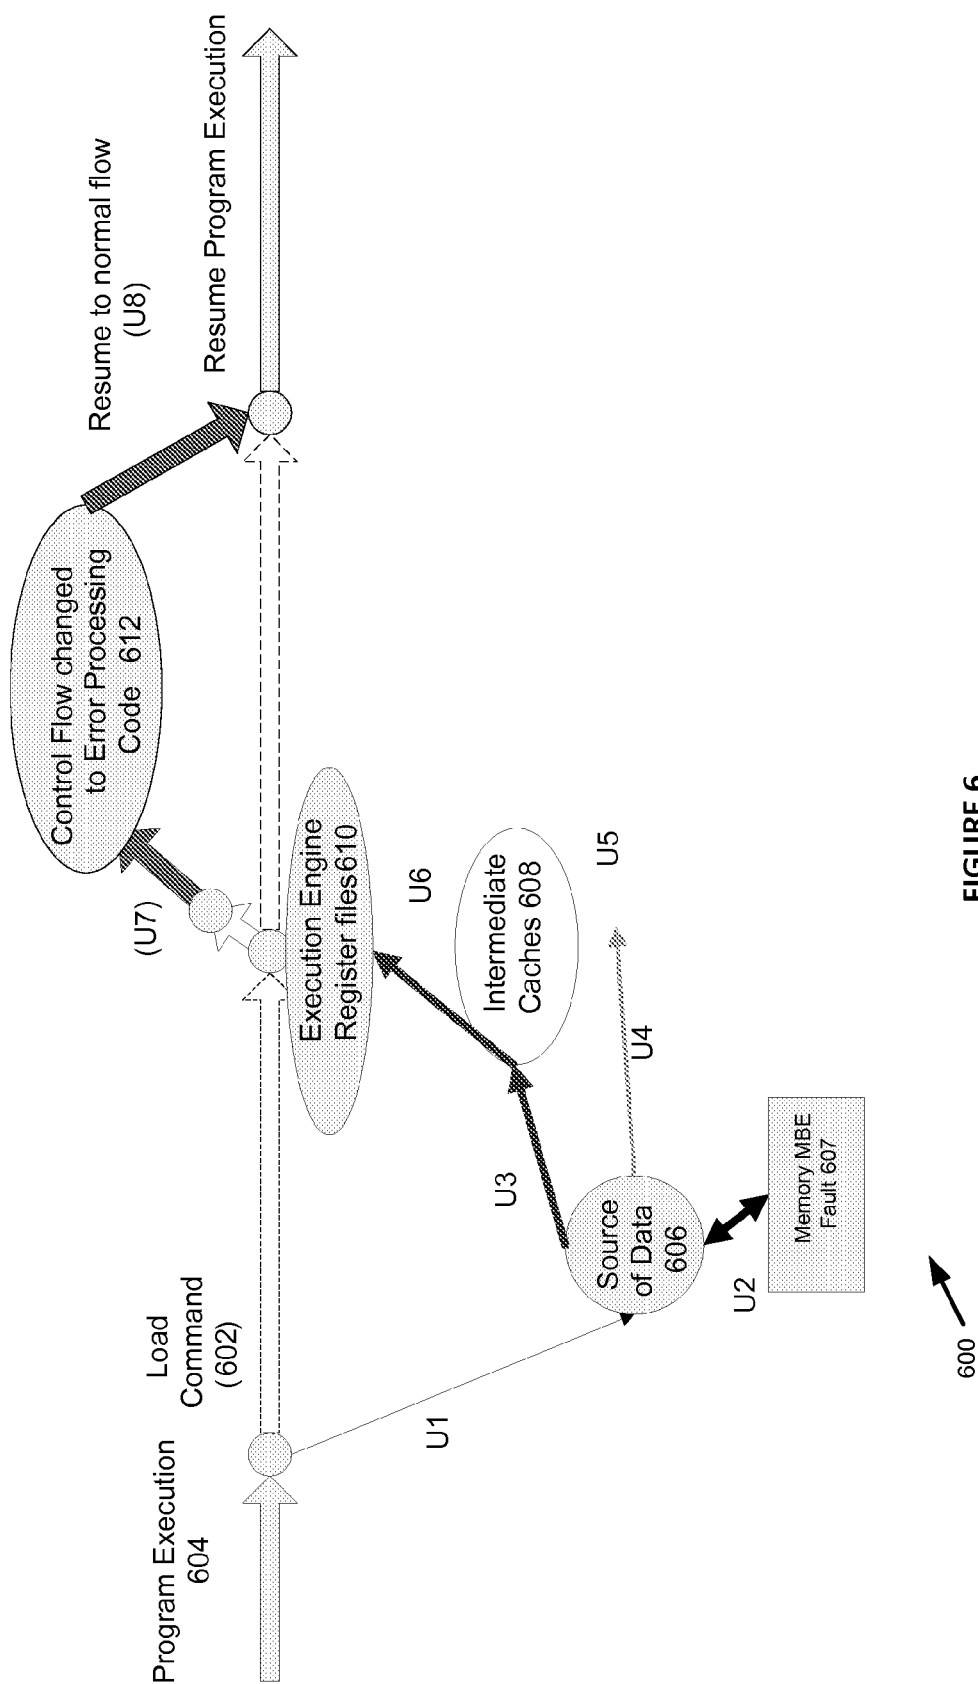 Program Execution
604
Load
Command
(602)
U1
Source
of Data
606
U2
Memory MBE
Fault 607
U3
U4
U5
Intermediate
Caches 608
U6
Execution Engine
Register files610
(U7)
Control Flow changed
to Error Processing
Code 612
Resume to normal flow
(U8)
Resume Program Execution
600
FIGURE 6